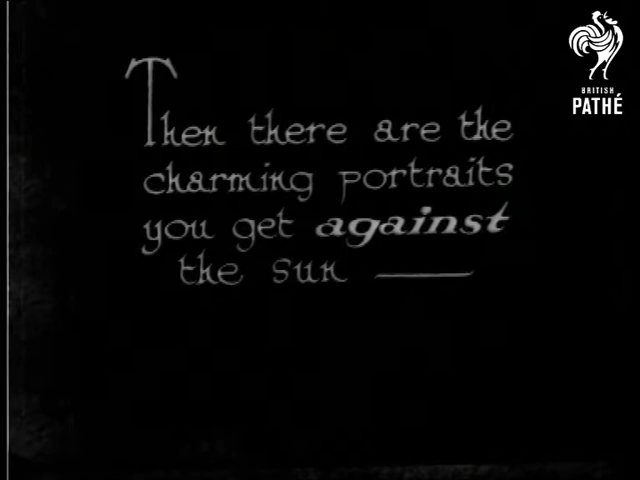 BRITISH
PATHÉ
Then there are the
charming portraits
you get against
the sun —